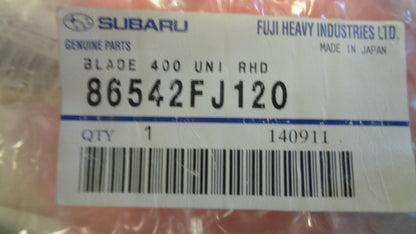 SUBARU FUJI HEAVY INDUSTRIES LTD.
GENUINE PARTS MADE IN JAPAN
BLADE 400 UNI RHD
86542FJ120
QTY 1 140911